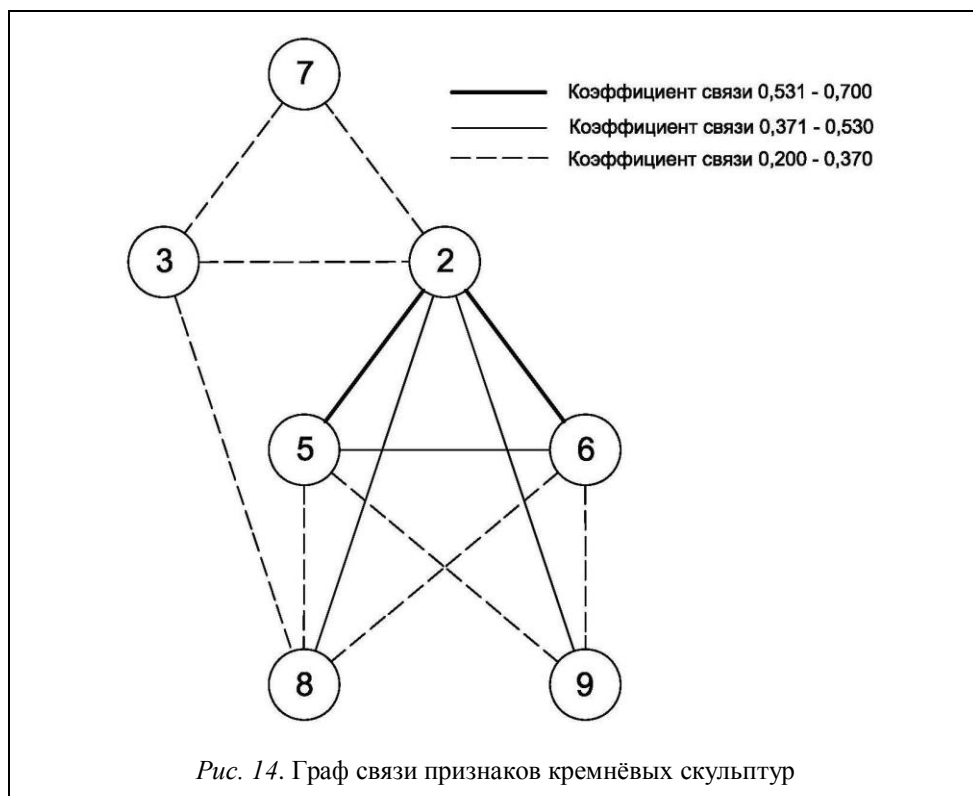 7
Коэффициент связи 0,531 - 0,700
Коэффициент связи 0,371 - 0,530
Коэффициент связи 0,200 - 0,370
3
2
5
6
8
9
Рис. 14. Граф связи признаков кремнёвых скульптур